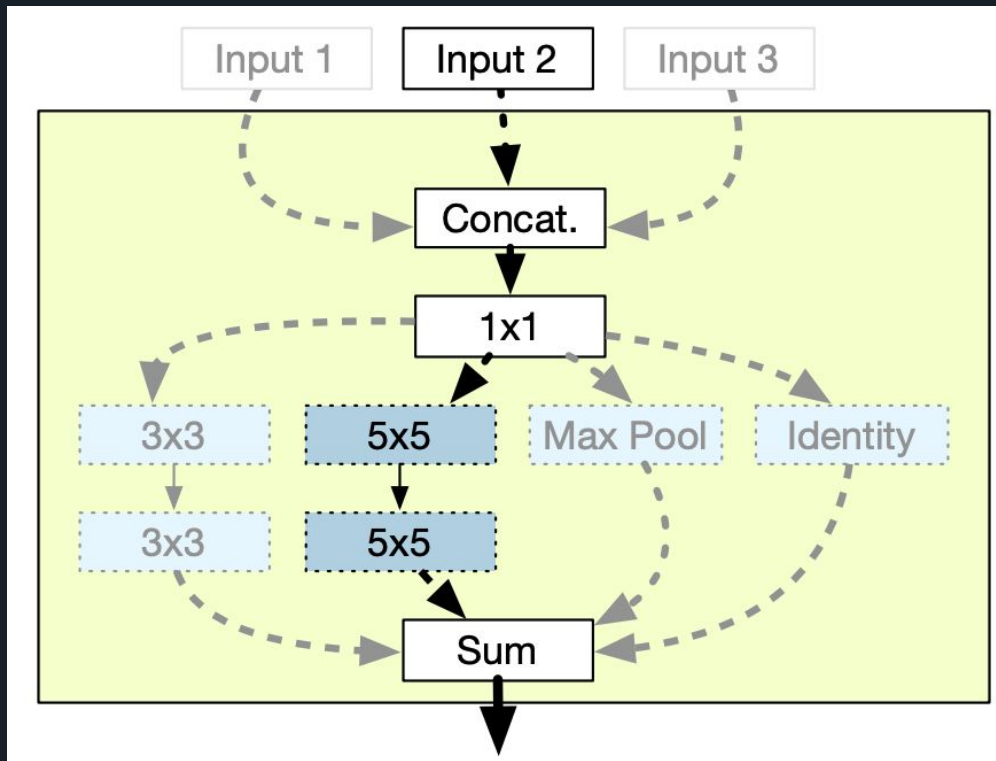 Input 1
Input 2
Input 3
Concat.
1x1
3x3
5x5
Max Pool
Identity
3x3
5x5
Sum